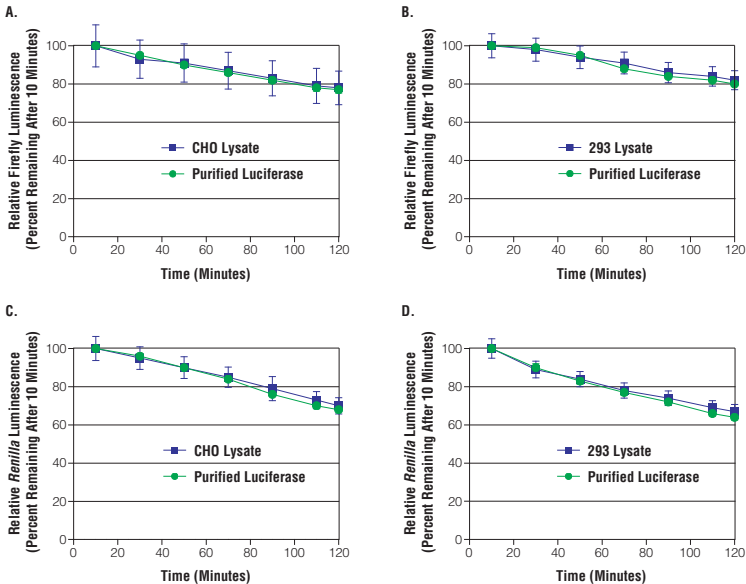 A.
Relative Firefly Luminescence
(Percent Remaining After 10 Minutes)
100
80
60
40
20
0
CHO Lysate
Purified Luciferase
0 20 40 60 80 100 120
Time (Minutes)
B.
Relative Firefly Luminescence
(Percent Remaining After 10 Minutes)
100
80
60
40
20
0
293 Lysate
Purified Luciferase
0 20 40 60 80 100 120
Time (Minutes)
C.
Relative Renilla Luminescence
(Percent Remaining After 10 Minutes)
100
80
60
40
20
0
CHO Lysate
Purified Luciferase
0 20 40 60 80 100 120
Time (Minutes)
D.
Relative Renilla Luminescence
(Percent Remaining After 10 Minutes)
100
80
60
40
20
0
293 Lysate
Purified Luciferase
0 20 40 60 80 100 120
Time (Minutes)